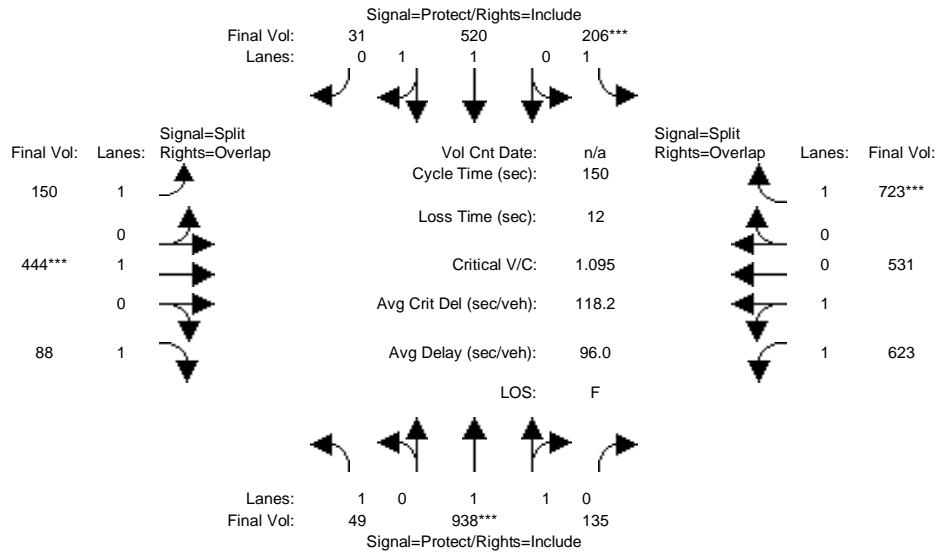 Signal=Protect/Rights=Include
Final Vol: 31 520 206***
Lanes: 0 1 1 0 1
Signal=Split Signal=Split
Final Vol: Lanes: Rights=Overlap Vol Cnt Date: n/a Rights=Overlap Lanes: Final Vol:
Cycle Time (sec): 150
150 1 1 723***
Loss Time (sec): 12
0 0
444*** 1 Critical V/C: 1.095 0 531
0 Avg Crit Del (sec/veh): 118.2 1
88 1 Avg Delay (sec/veh): 96.0 1 623
LOS: F
Lanes: 1 0 1 1 0
Final Vol: 49 938*** 135
Signal=Protect/Rights=Include